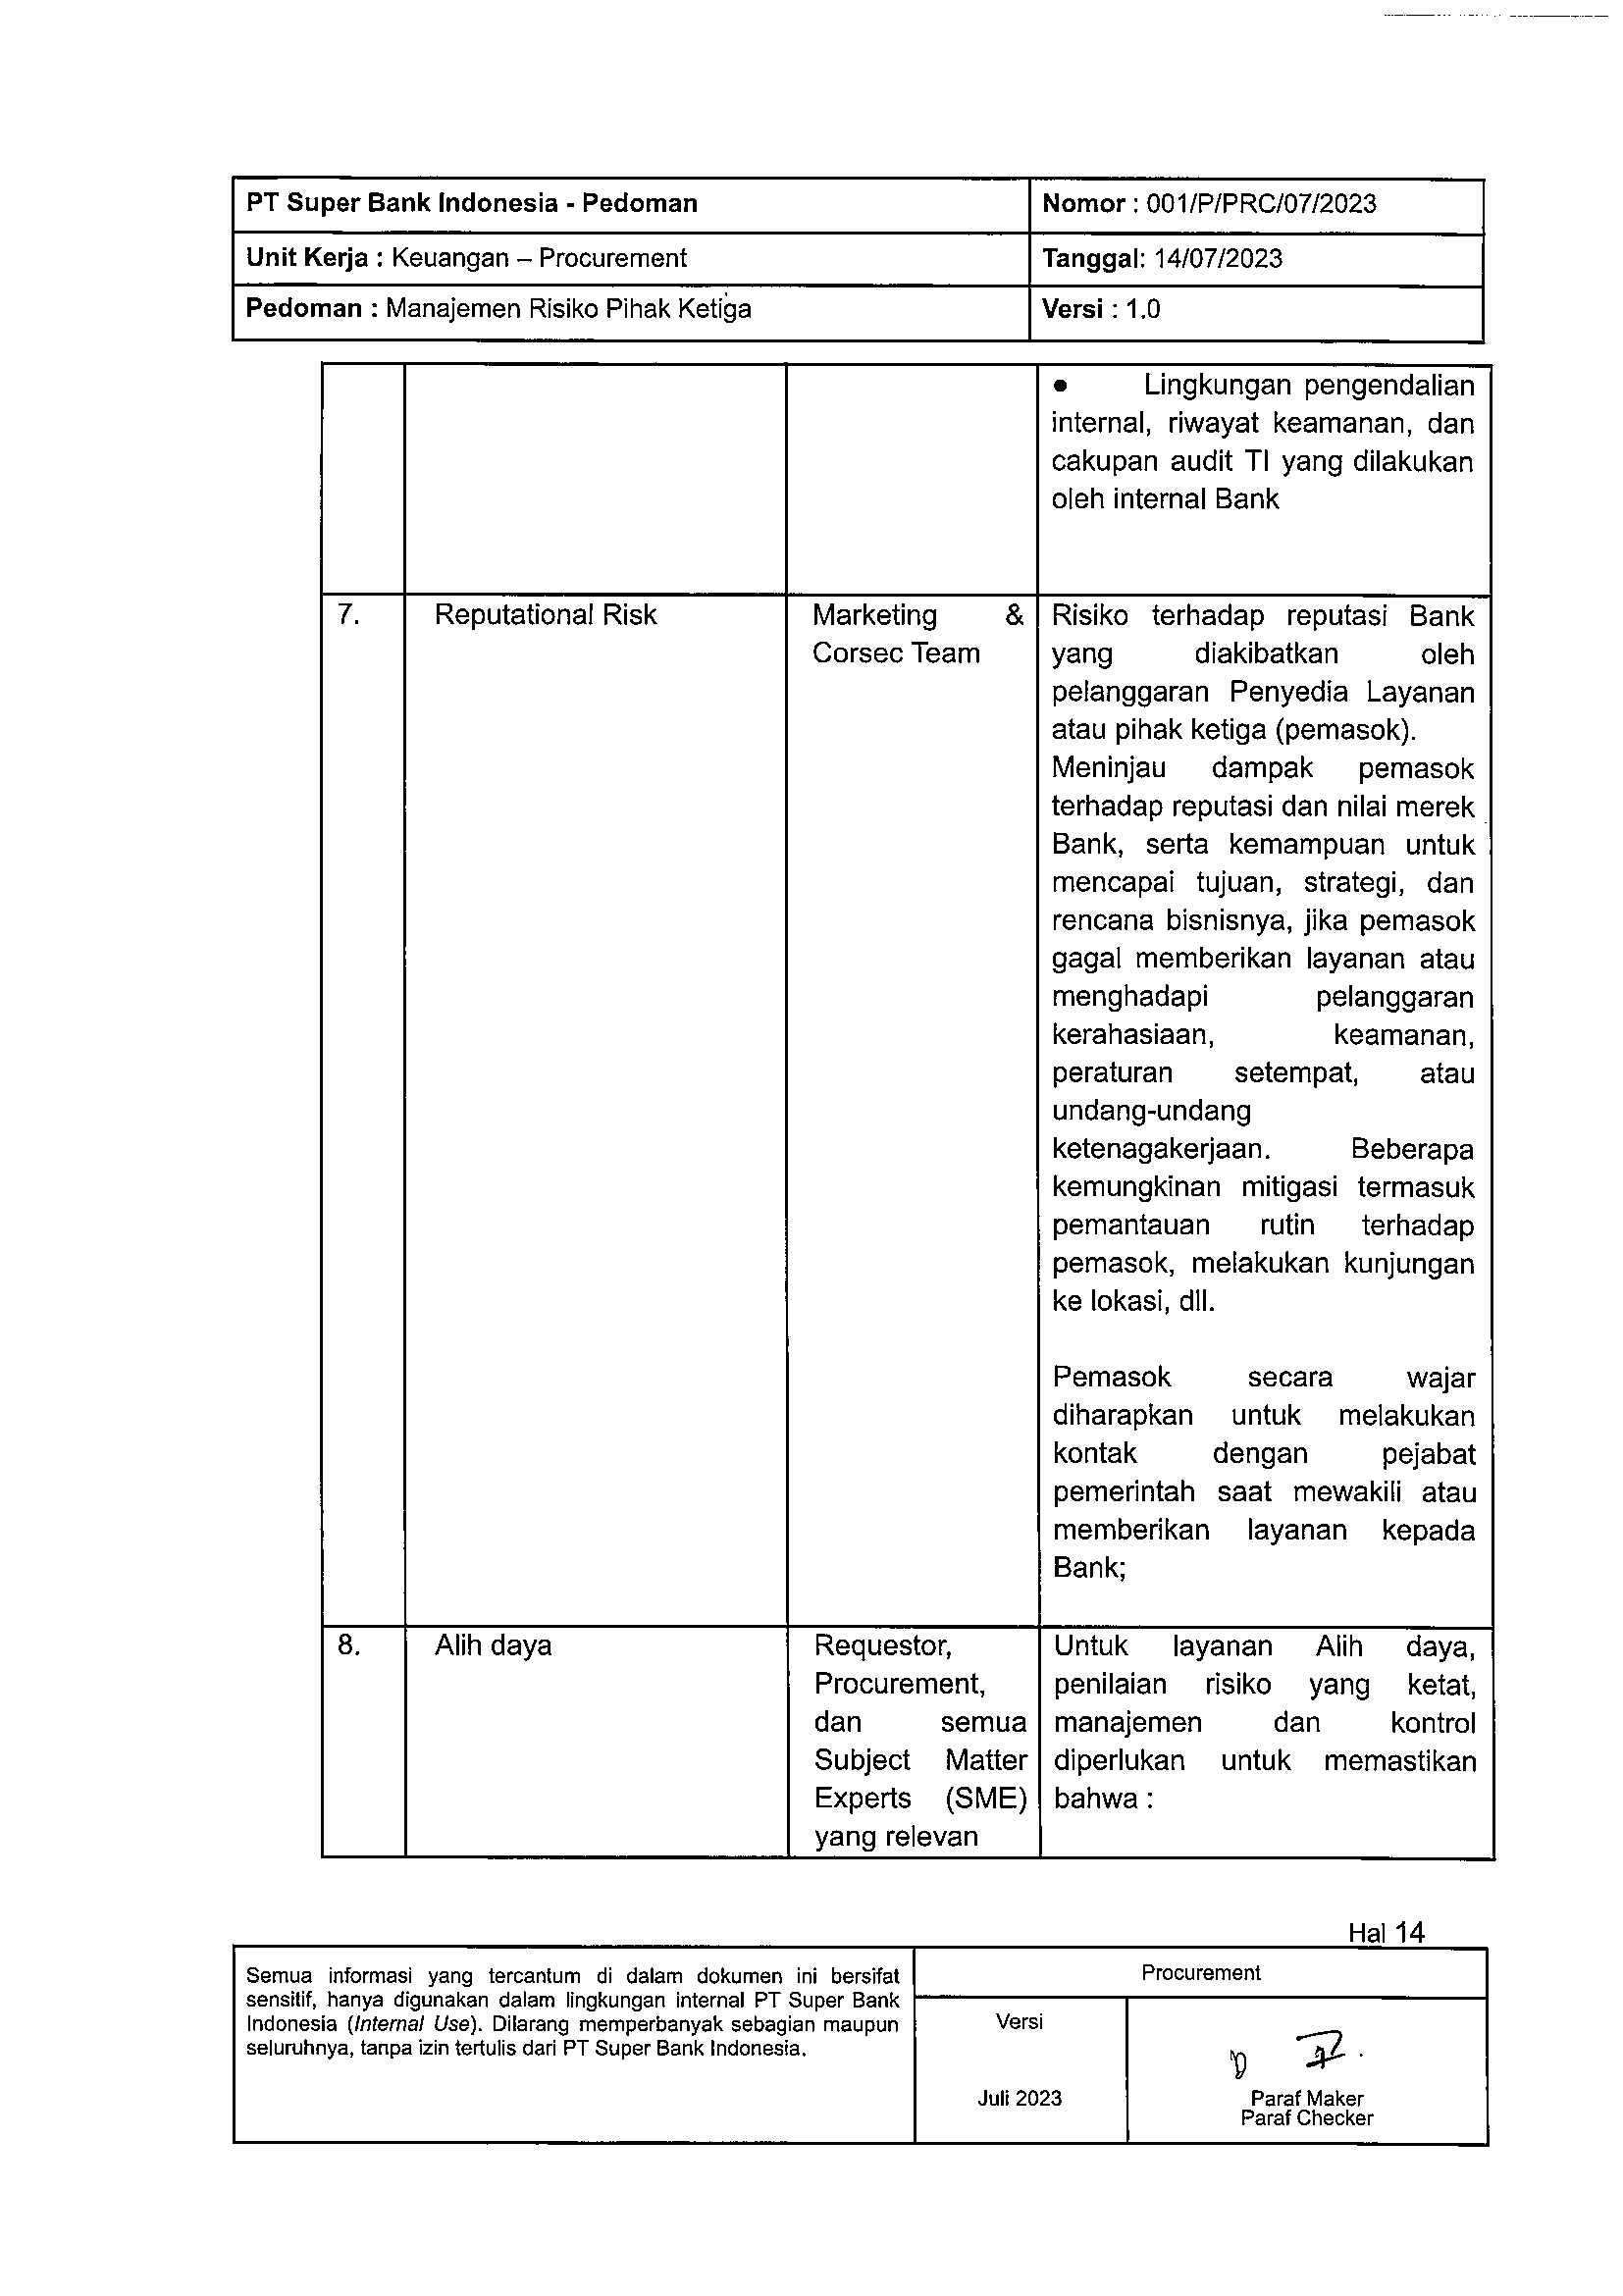 PT Super Bank Indonesia - Pedoman
Nomor : 001/P/PRC/07/2023
Unit Kerja : Keuangan – Procurement
Tanggal: 14/07/2023
Pedoman : Manajemen Risiko Pihak Ketiga
Versi : 1.0
● Lingkungan pengendalian
internal, riwayat keamanan, dan
cakupan audit TI yang dilakukan
oleh internal Bank
7.
Reputational Risk
Marketing &
Corsec Team
Risiko terhadap reputasi Bank
yang diakibatkan oleh
pelanggaran Penyedia Layanan
atau pihak ketiga (pemasok).
Meninjau dampak pemasok
terhadap reputasi dan nilai merek
Bank, serta kemampuan untuk
mencapai tujuan, strategi, dan
rencana bisnisnya, jika pemasok
gagal memberikan layanan atau
menghadapi pelanggaran
kerahasiaan, keamanan,
peraturan setempat, atau
undang-undang
ketenagakerjaan. Beberapa
kemungkinan mitigasi termasuk
pemantauan rutin terhadap
pemasok, melakukan kunjungan
ke lokasi, dll.
Pemasok secara wajar
diharapkan untuk melakukan
kontak dengan pejabat
pemerintah saat mewakili atau
memberikan layanan kepada
Bank;
8.
Alih daya
Requestor,
Procurement,
dan semua
Subject Matter
Experts (SME)
yang relevan
Untuk layanan Alih daya,
penilaian risiko yang ketat,
manajemen dan kontrol
diperlukan untuk memastikan
bahwa :
Hal 14
Semua informasi yang tercantum di dalam dokumen ini bersifat
sensitif, hanya digunakan dalam lingkungan internal PT Super Bank
Indonesia (Internal Use). Dilarang memperbanyak sebagian maupun
seluruhnya, tanpa izin tertulis dari PT Super Bank Indonesia.
Procurement
Versi
Juli 2023
Paraf Maker
Paraf Checker